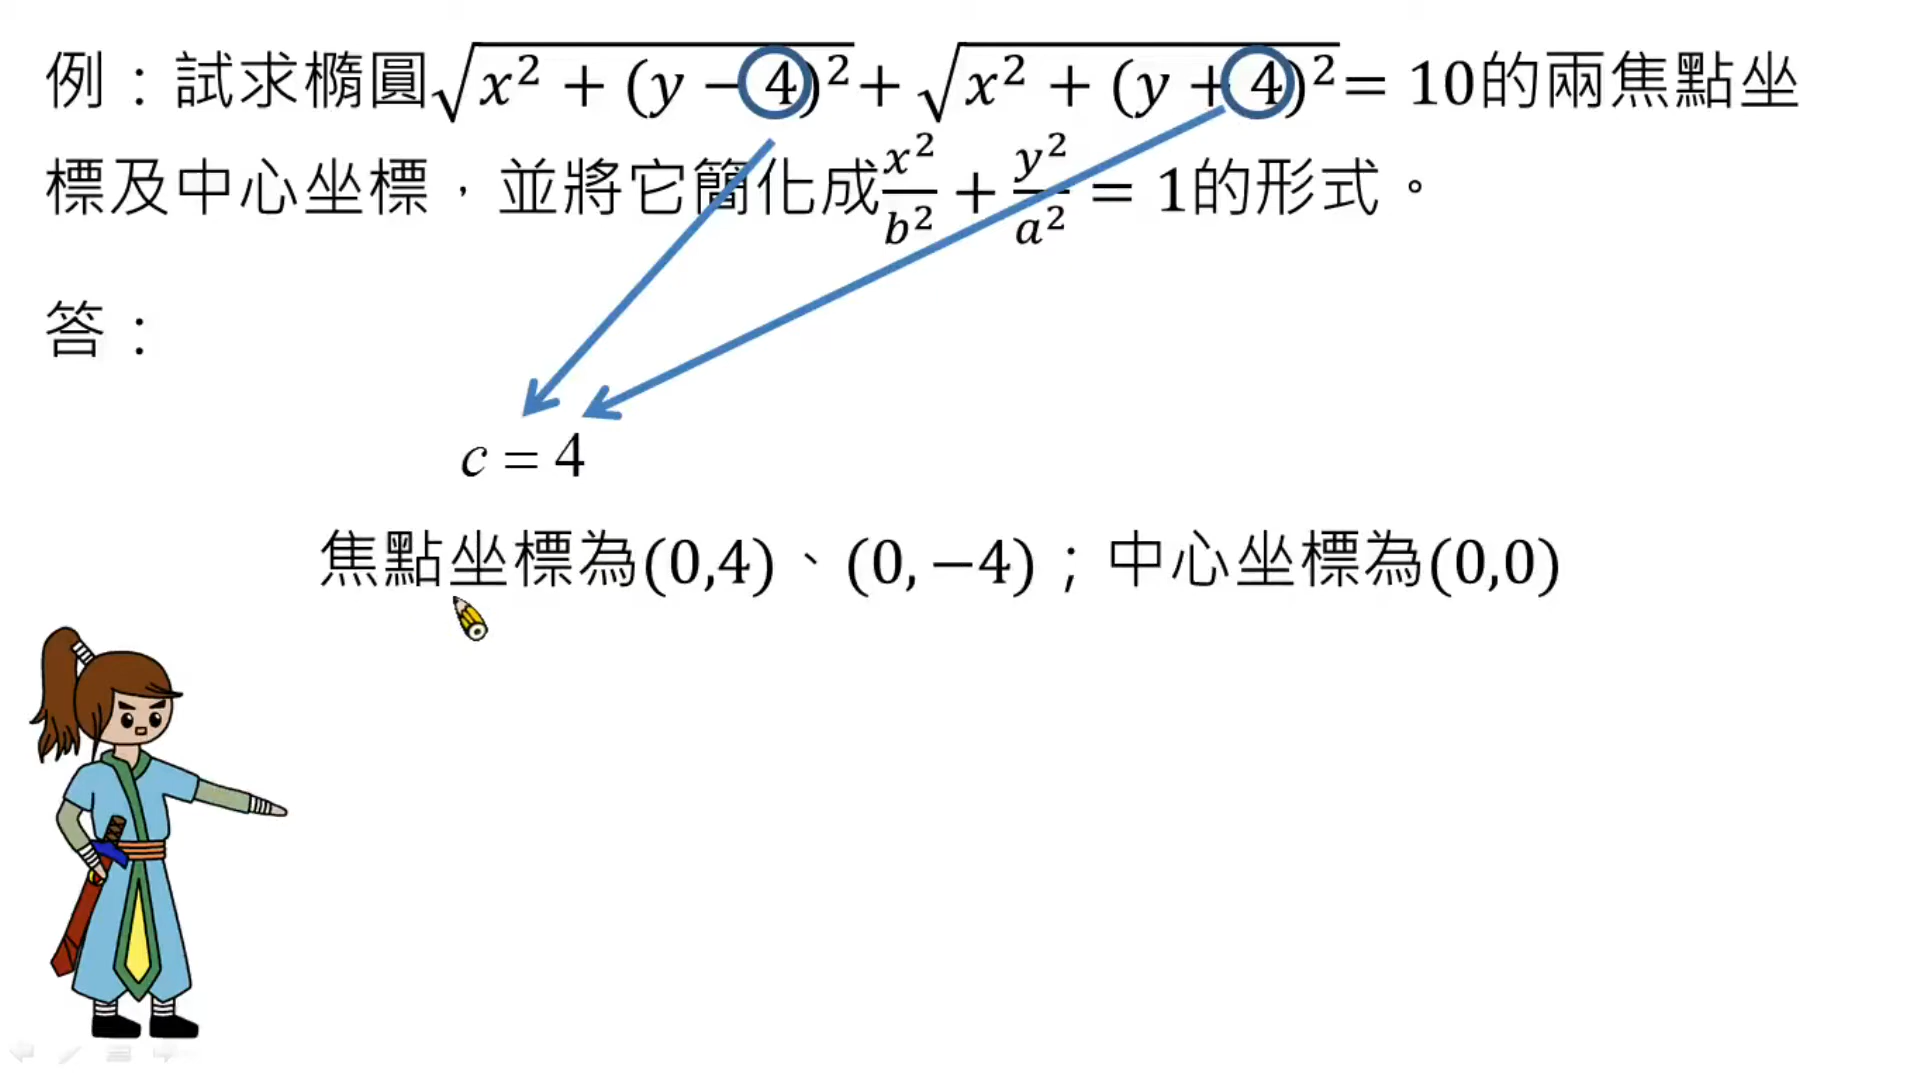 例：試求橢圓√(x² + (y − 4)²) + √(x² + (y + 4)²) = 10的兩焦點坐
標及中心坐標，並將它簡化成x²/b² + y²/a² = 1的形式。
答：
c = 4
焦點坐標為(0,4)、(0,−4)；中心坐標為(0,0)